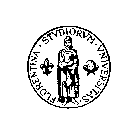 FLORENTINA · STVDIORVM · VNIVERSITAS ·